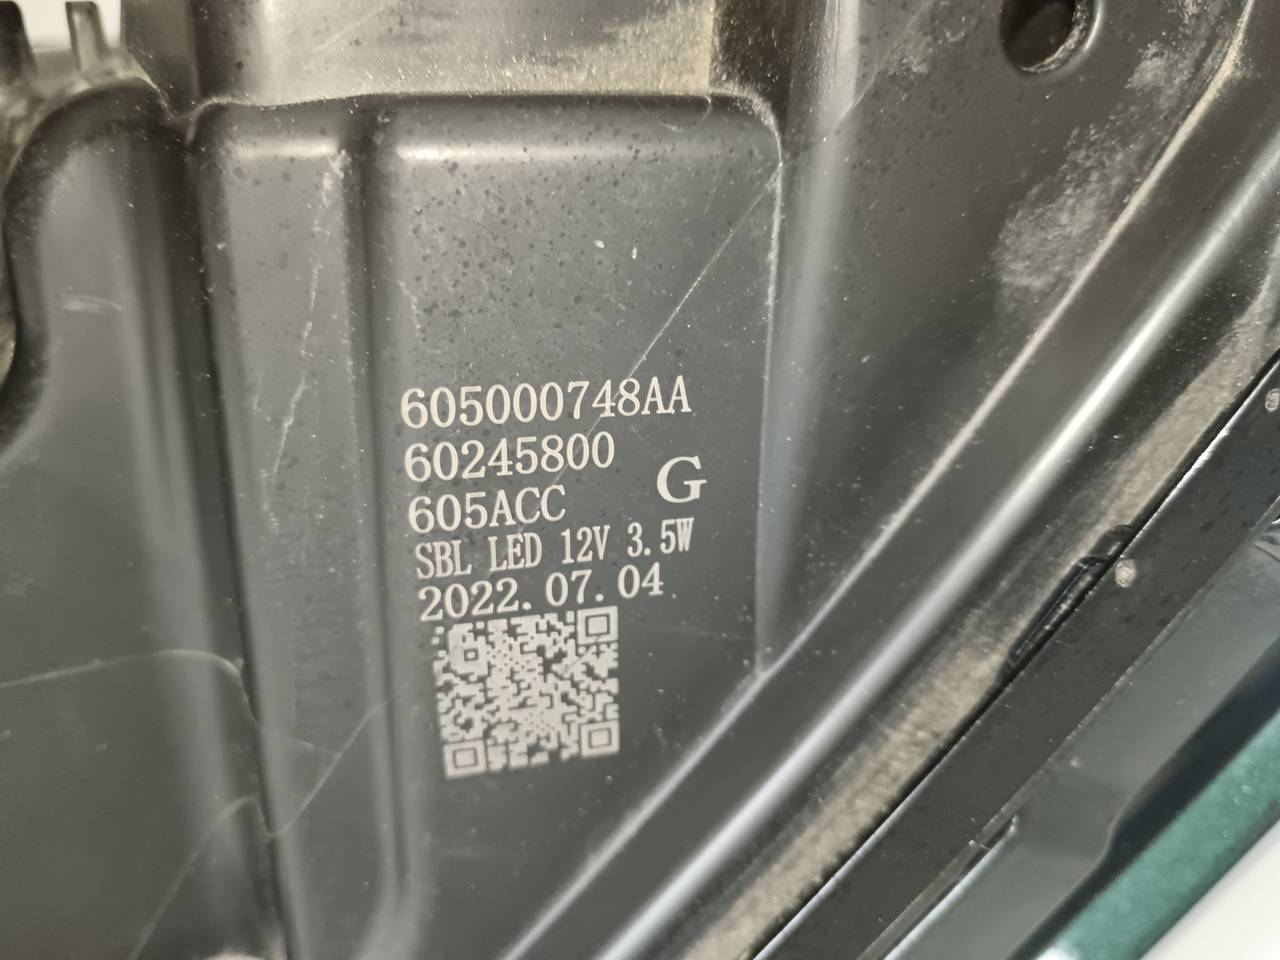 605000748AA
60245800
605ACC G
SBL LED 12V 3.5W
2022.07.04